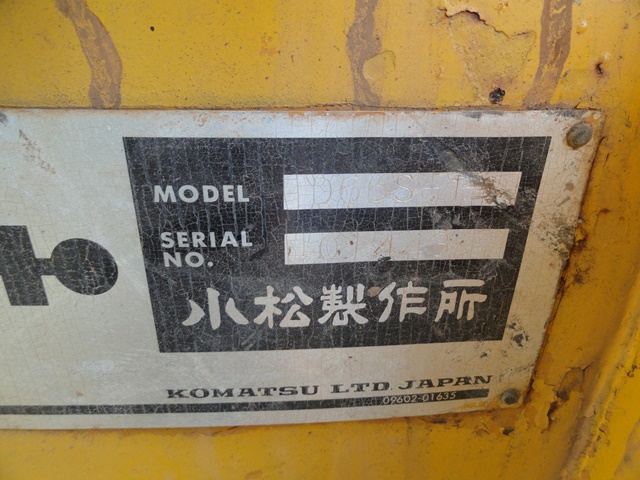 MODEL
SERIAL
NO.
小松製作所
KOMATSU LTD JAPAN
09602-01635